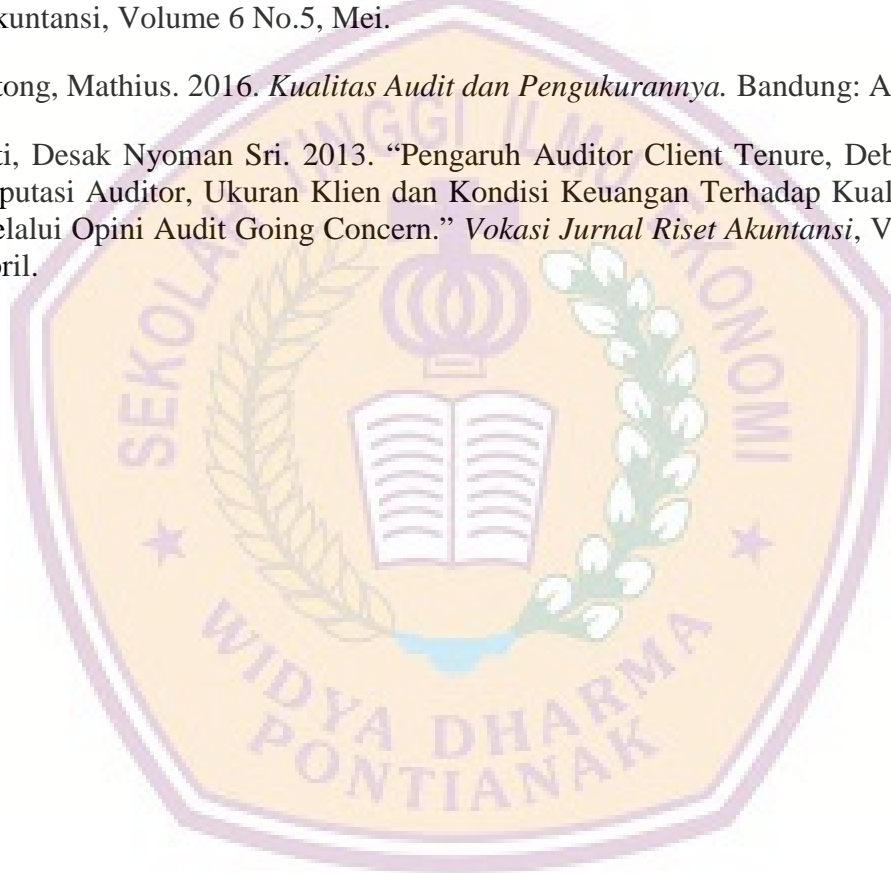 kuntansi, Volume 6 No.5, Mei.
tong, Mathius. 2016. Kualitas Audit dan Pengukurannya. Bandung: A
ti, Desak Nyoman Sri. 2013. “Pengaruh Auditor Client Tenure, Deb
putasi Auditor, Ukuran Klien dan Kondisi Keuangan Terhadap Kual
elalui Opini Audit Going Concern.” Vokasi Jurnal Riset Akuntansi, V
pril.
SEKOLAH TINGGI ILMU EKONOMI
WIDYA DHARMA
PONTIANAK